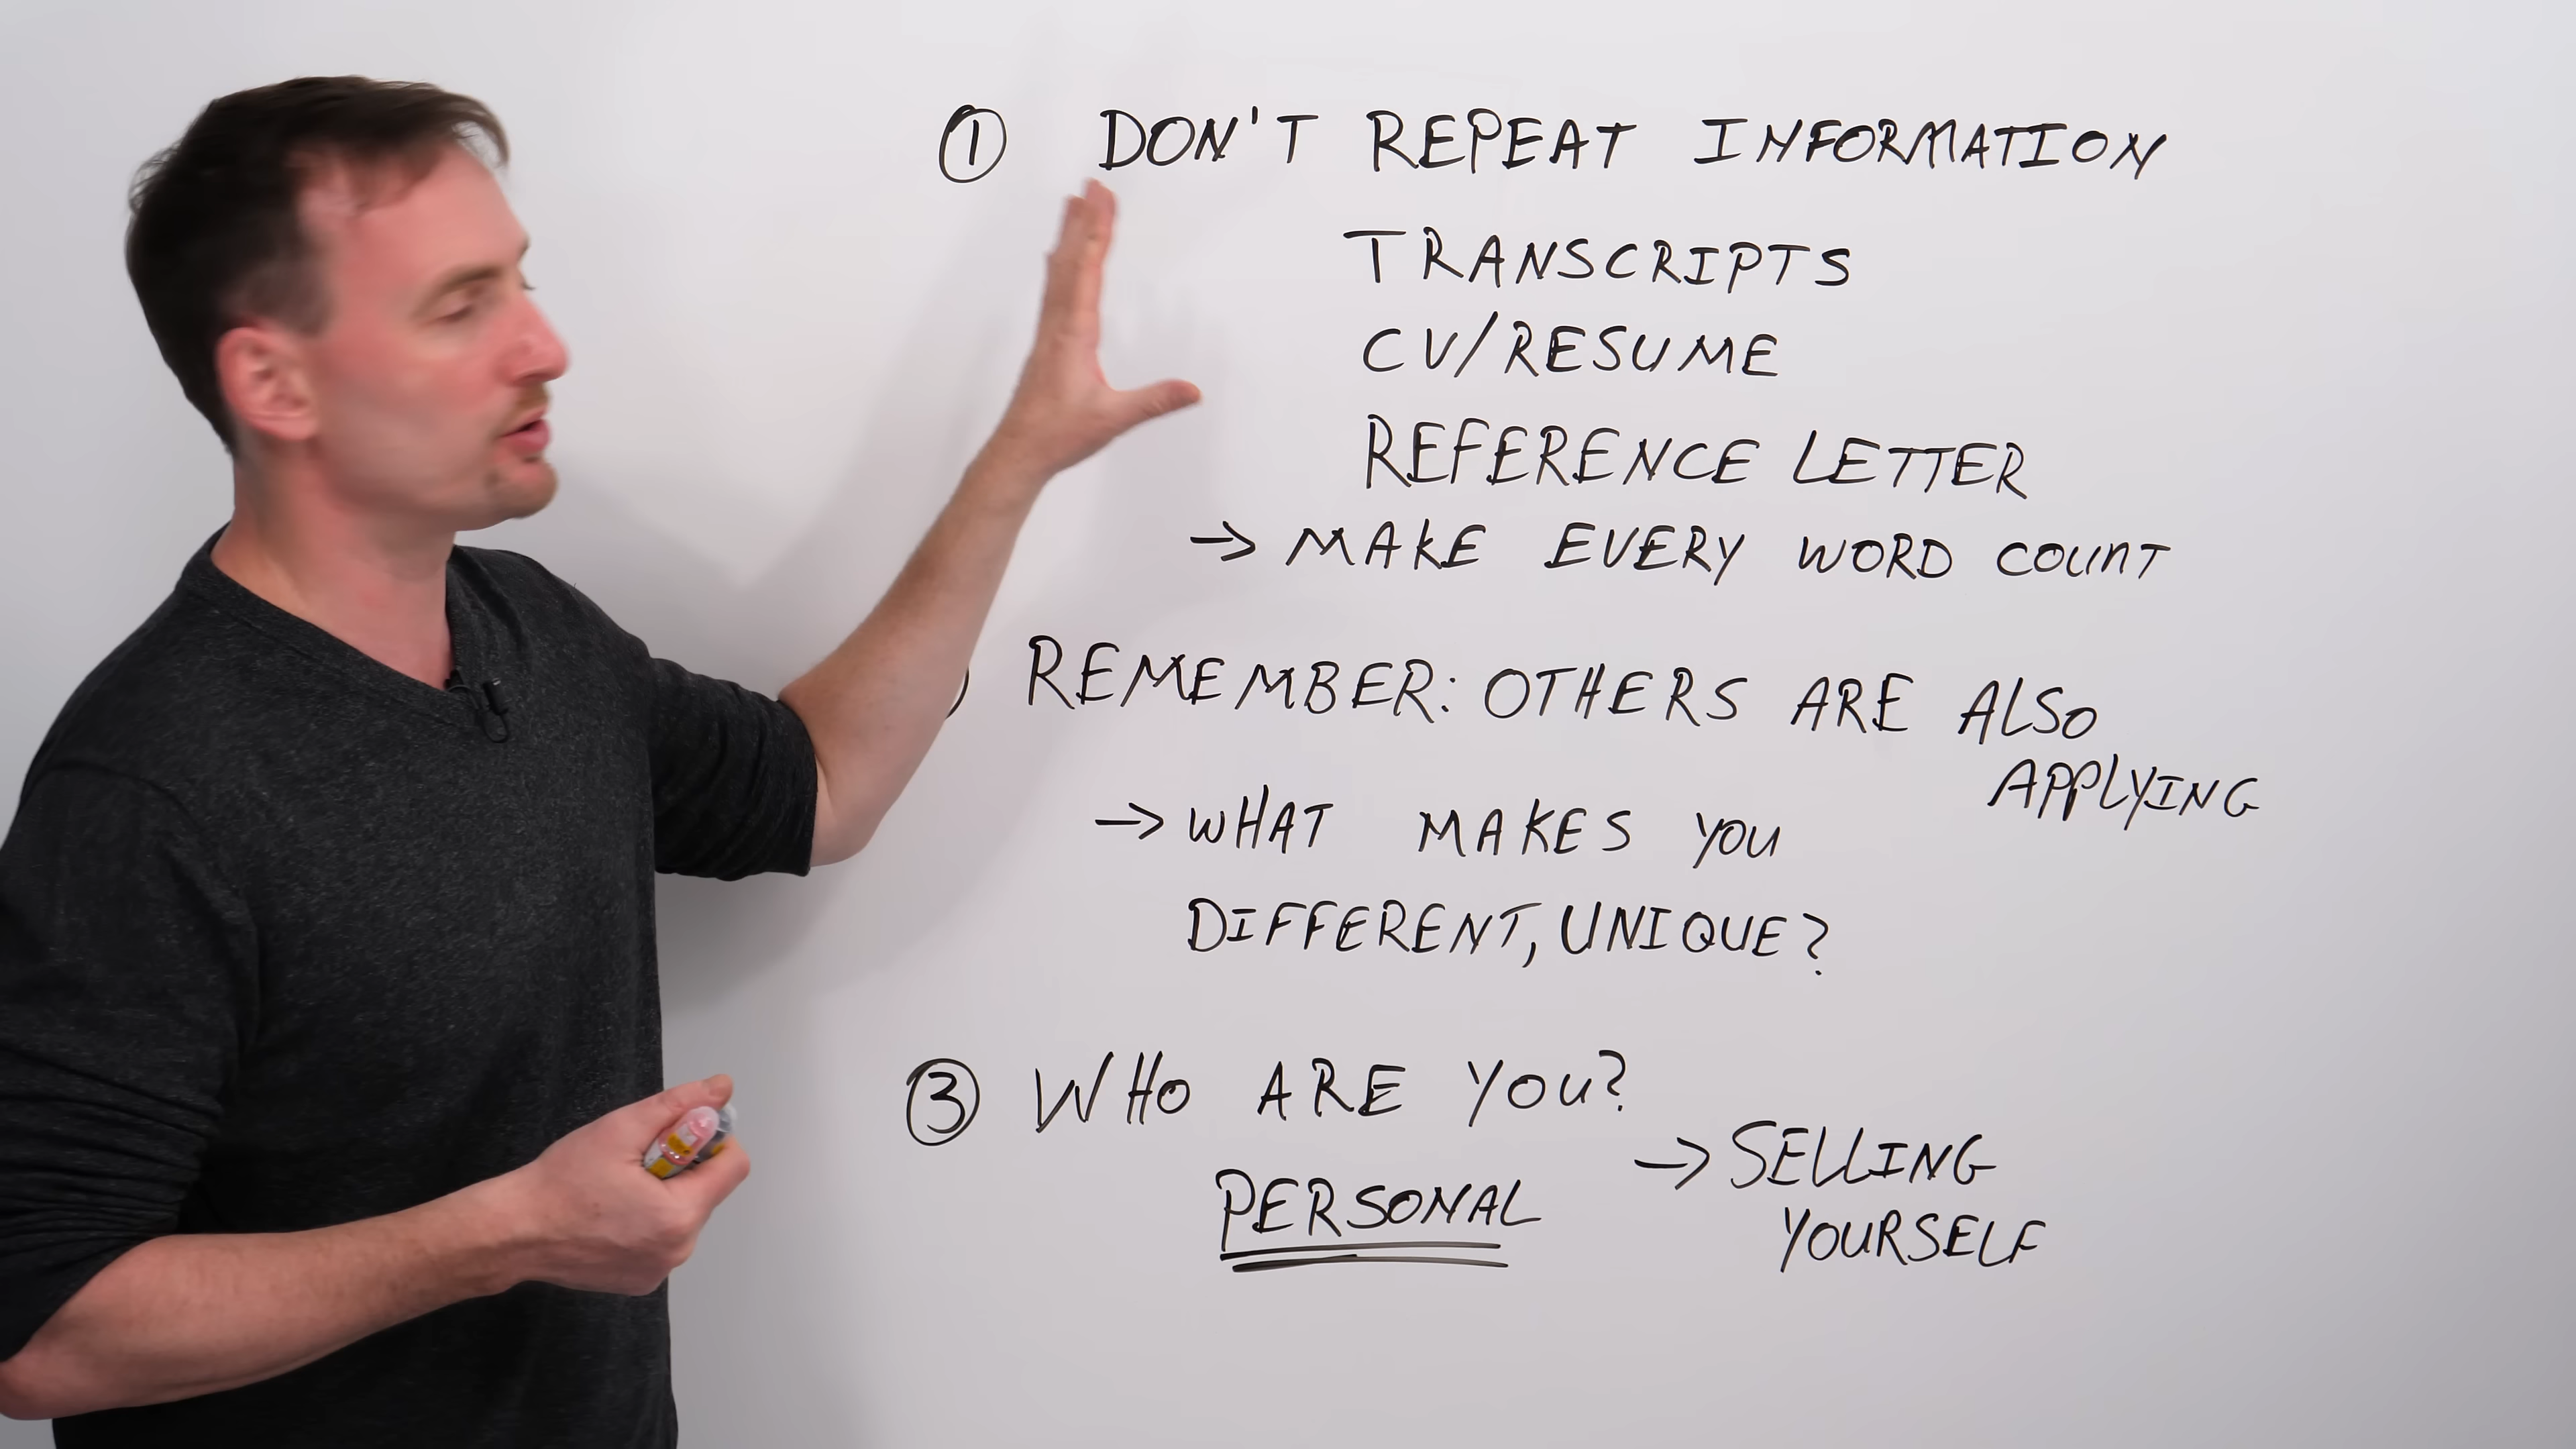 ① DON'T REPEAT INFORMATION
TRANSCRIPTS
CV/RESUME
REFERENCE LETTER
→ MAKE EVERY WORD COUNT
) REMEMBER: OTHERS ARE ALSO
APPLYING
→ WHAT MAKES YOU
DIFFERENT, UNIQUE?
③ WHO ARE YOU?
→ SELLING
PERSONAL
YOURSELF